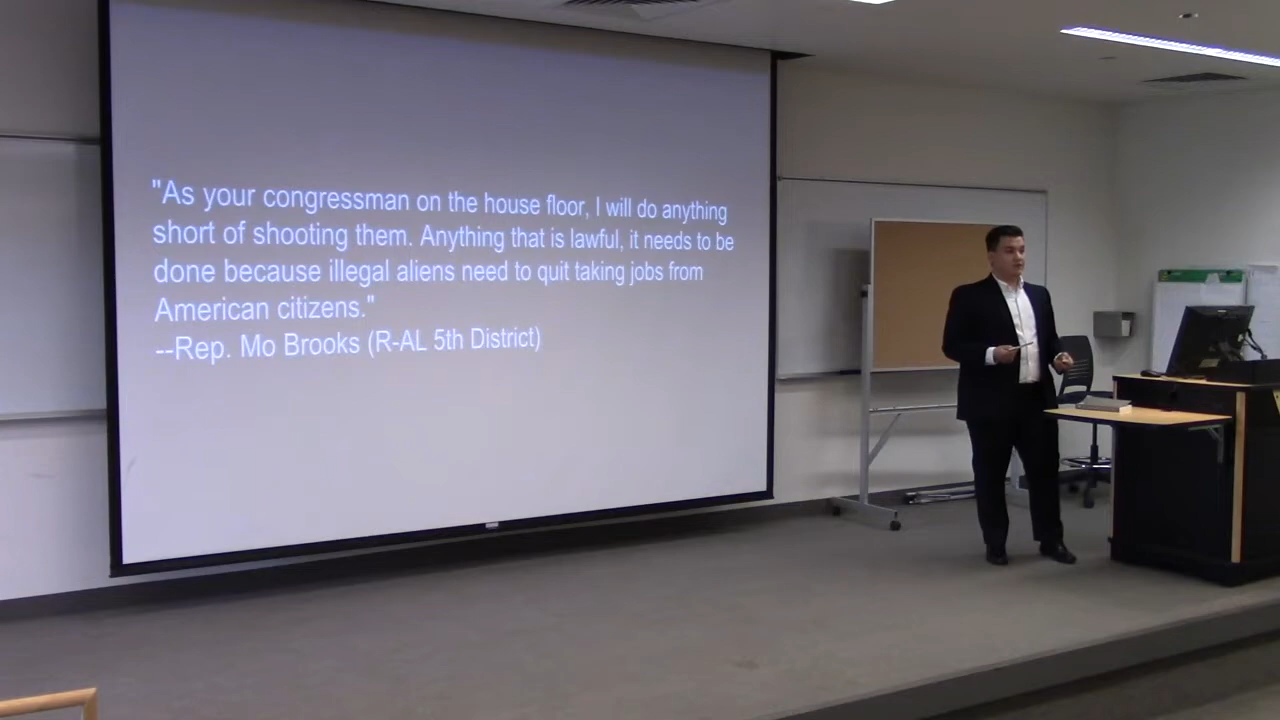 "As your congressman on the house floor, I will do anything
short of shooting them. Anything that is lawful, it needs to be
done because illegal aliens need to quit taking jobs from
American citizens."
--Rep. Mo Brooks (R-AL 5th District)